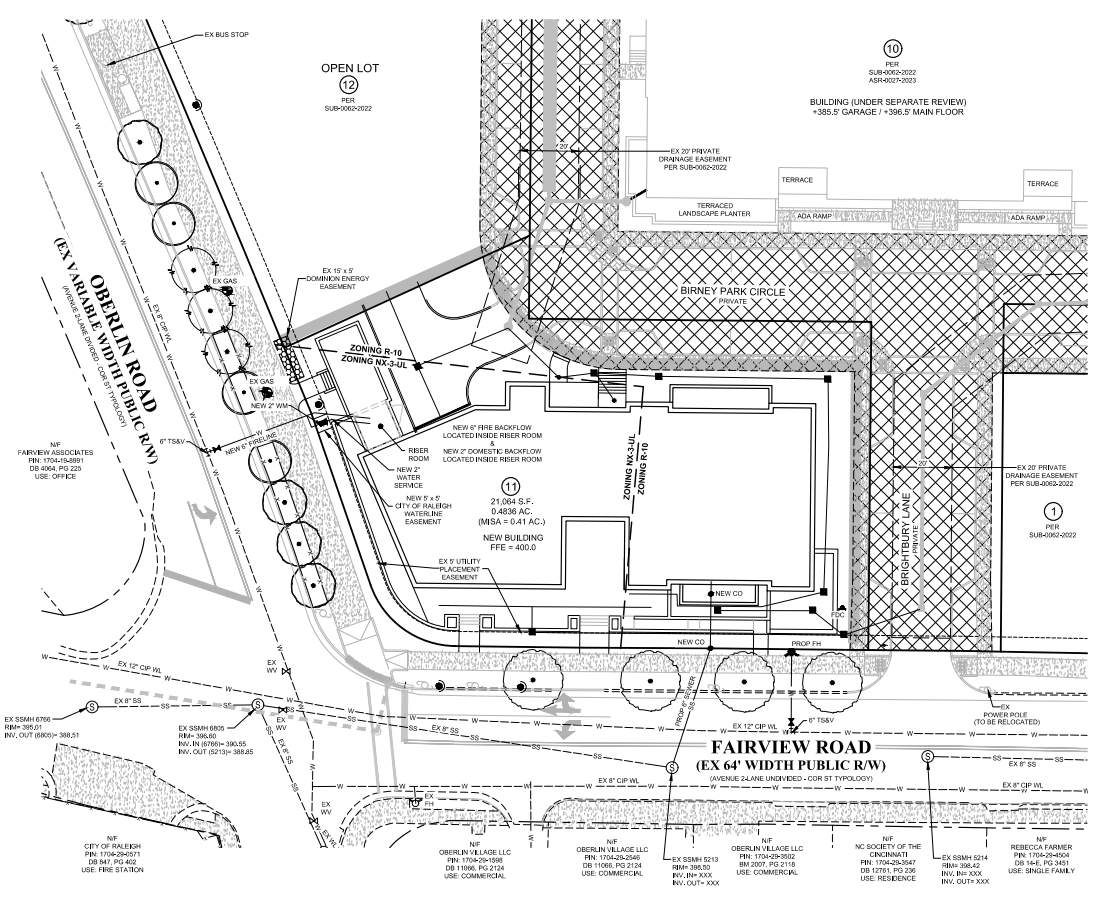 EX BUS STOP
OPEN LOT
12
PER
SUB-0062-2022
10
PER
SUB-0062-2022
ASR-0027-2023
BUILDING (UNDER SEPARATE REVIEW)
+385.5' GARAGE / +396.5' MAIN FLOOR
20'
EX 20' PRIVATE
DRAINAGE EASEMENT
PER SUB-0062-2022
TERRACE
TERRACE
TERRACED
LANDSCAPE PLANTER
ADA RAMP
ADA RAMP
OBERLIN ROAD
(EX VARIABLE WIDTH PUBLIC R/W)
(AVENUE 2-LANE DIVIDED - COR ST TYPOLOGY)
EX 8" CIP WL
EX GAS
EX 15' x 5'
DOMINION ENERGY
EASEMENT
BIRNEY PARK CIRCLE
PRIVATE
ZONING R-10
ZONING NX-3-UL
EX GAS
NEW 2" WM
6" TS&V
NEW 6" FIRELINE
N/F
FAIRVIEW ASSOCIATES
PIN: 1704-19-8991
DB 4064, PG 225
USE: OFFICE
RISER
ROOM
NEW 2"
WATER
SERVICE
NEW 5' x 5'
CITY OF RALEIGH
WATERLINE
EASEMENT
NEW 6" FIRE BACKFLOW
LOCATED INSIDE RISER ROOM
&
NEW 2" DOMESTIC BACKFLOW
LOCATED INSIDE RISER ROOM
11
21,064 S.F.
0.4836 AC.
(MISA = 0.41 AC.)
NEW BUILDING
FFE = 400.0
ZONING NX-3-UL
ZONING R-10
20'
EX 20' PRIVATE
DRAINAGE EASEMENT
PER SUB-0062-2022
1
PER
SUB-0062-2022
BRIGHTBURY LANE
PRIVATE
EX 5' UTILITY
PLACEMENT
EASEMENT
NEW CO
FDC
NEW CO
PROP FH
EX 12" CIP WL
EX
WV
EX SSMH 6766
RIM= 395.01
INV. OUT (6805)= 388.51
EX 8" SS
EX SSMH 6805
RIM= 396.60
INV. IN (6766)= 390.55
INV. OUT (5213)= 388.85
EX
WV
EX 8" SS
EX 8" SS
PROP 6" SEWER
EX 12" CIP WL
6" TS&V
EX
POWER POLE
(TO BE RELOCATED)
FAIRVIEW ROAD
(EX 64' WIDTH PUBLIC R/W)
(AVENUE 2-LANE UNDIVIDED - COR ST TYPOLOGY)
EX 8" SS
EX 8" CIP WL
EX 8" CIP WL
EX
WV
EX
FH
N/F
CITY OF RALEIGH
PIN: 1704-29-0571
DB 847, PG 402
USE: FIRE STATION
N/F
OBERLIN VILLAGE LLC
PIN: 1704-29-1598
DB 11066, PG 2124
USE: COMMERCIAL
N/F
OBERLIN VILLAGE LLC
PIN: 1704-29-2546
DB 11066, PG 2124
USE: COMMERCIAL
EX SSMH 5213
RIM= 398.50
INV. IN= XXX
INV. OUT= XXX
N/F
OBERLIN VILLAGE LLC
PIN: 1704-29-3502
BM 2007, PG 2118
USE: COMMERCIAL
N/F
NC SOCIETY OF THE
CINCINNATI
PIN: 1704-29-3547
DB 12761, PG 236
USE: RESIDENCE
EX SSMH 5214
RIM= 398.42
INV. IN= XXX
INV. OUT= XXX
N/F
REBECCA FARMER
PIN: 1704-29-4504
DB 14-E, PG 3451
USE: SINGLE FAMILY